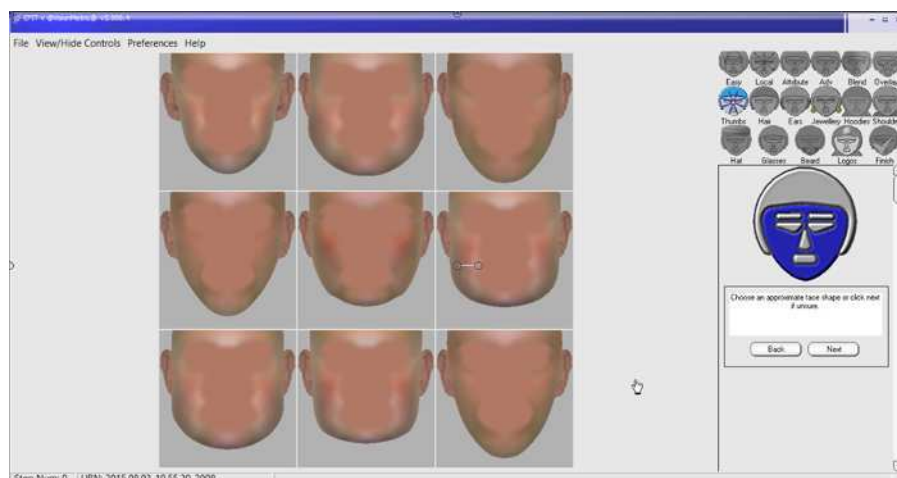 File View/Hide Controls Preferences Help
Easy Local Attribute Adv Blend Overlay
Thumbs Hair Ears Jewellery Hoodies Shoulder
Hat Glasses Beard Logos Finish
Choose an approximate face shape or click next
if unsure.
Back Next